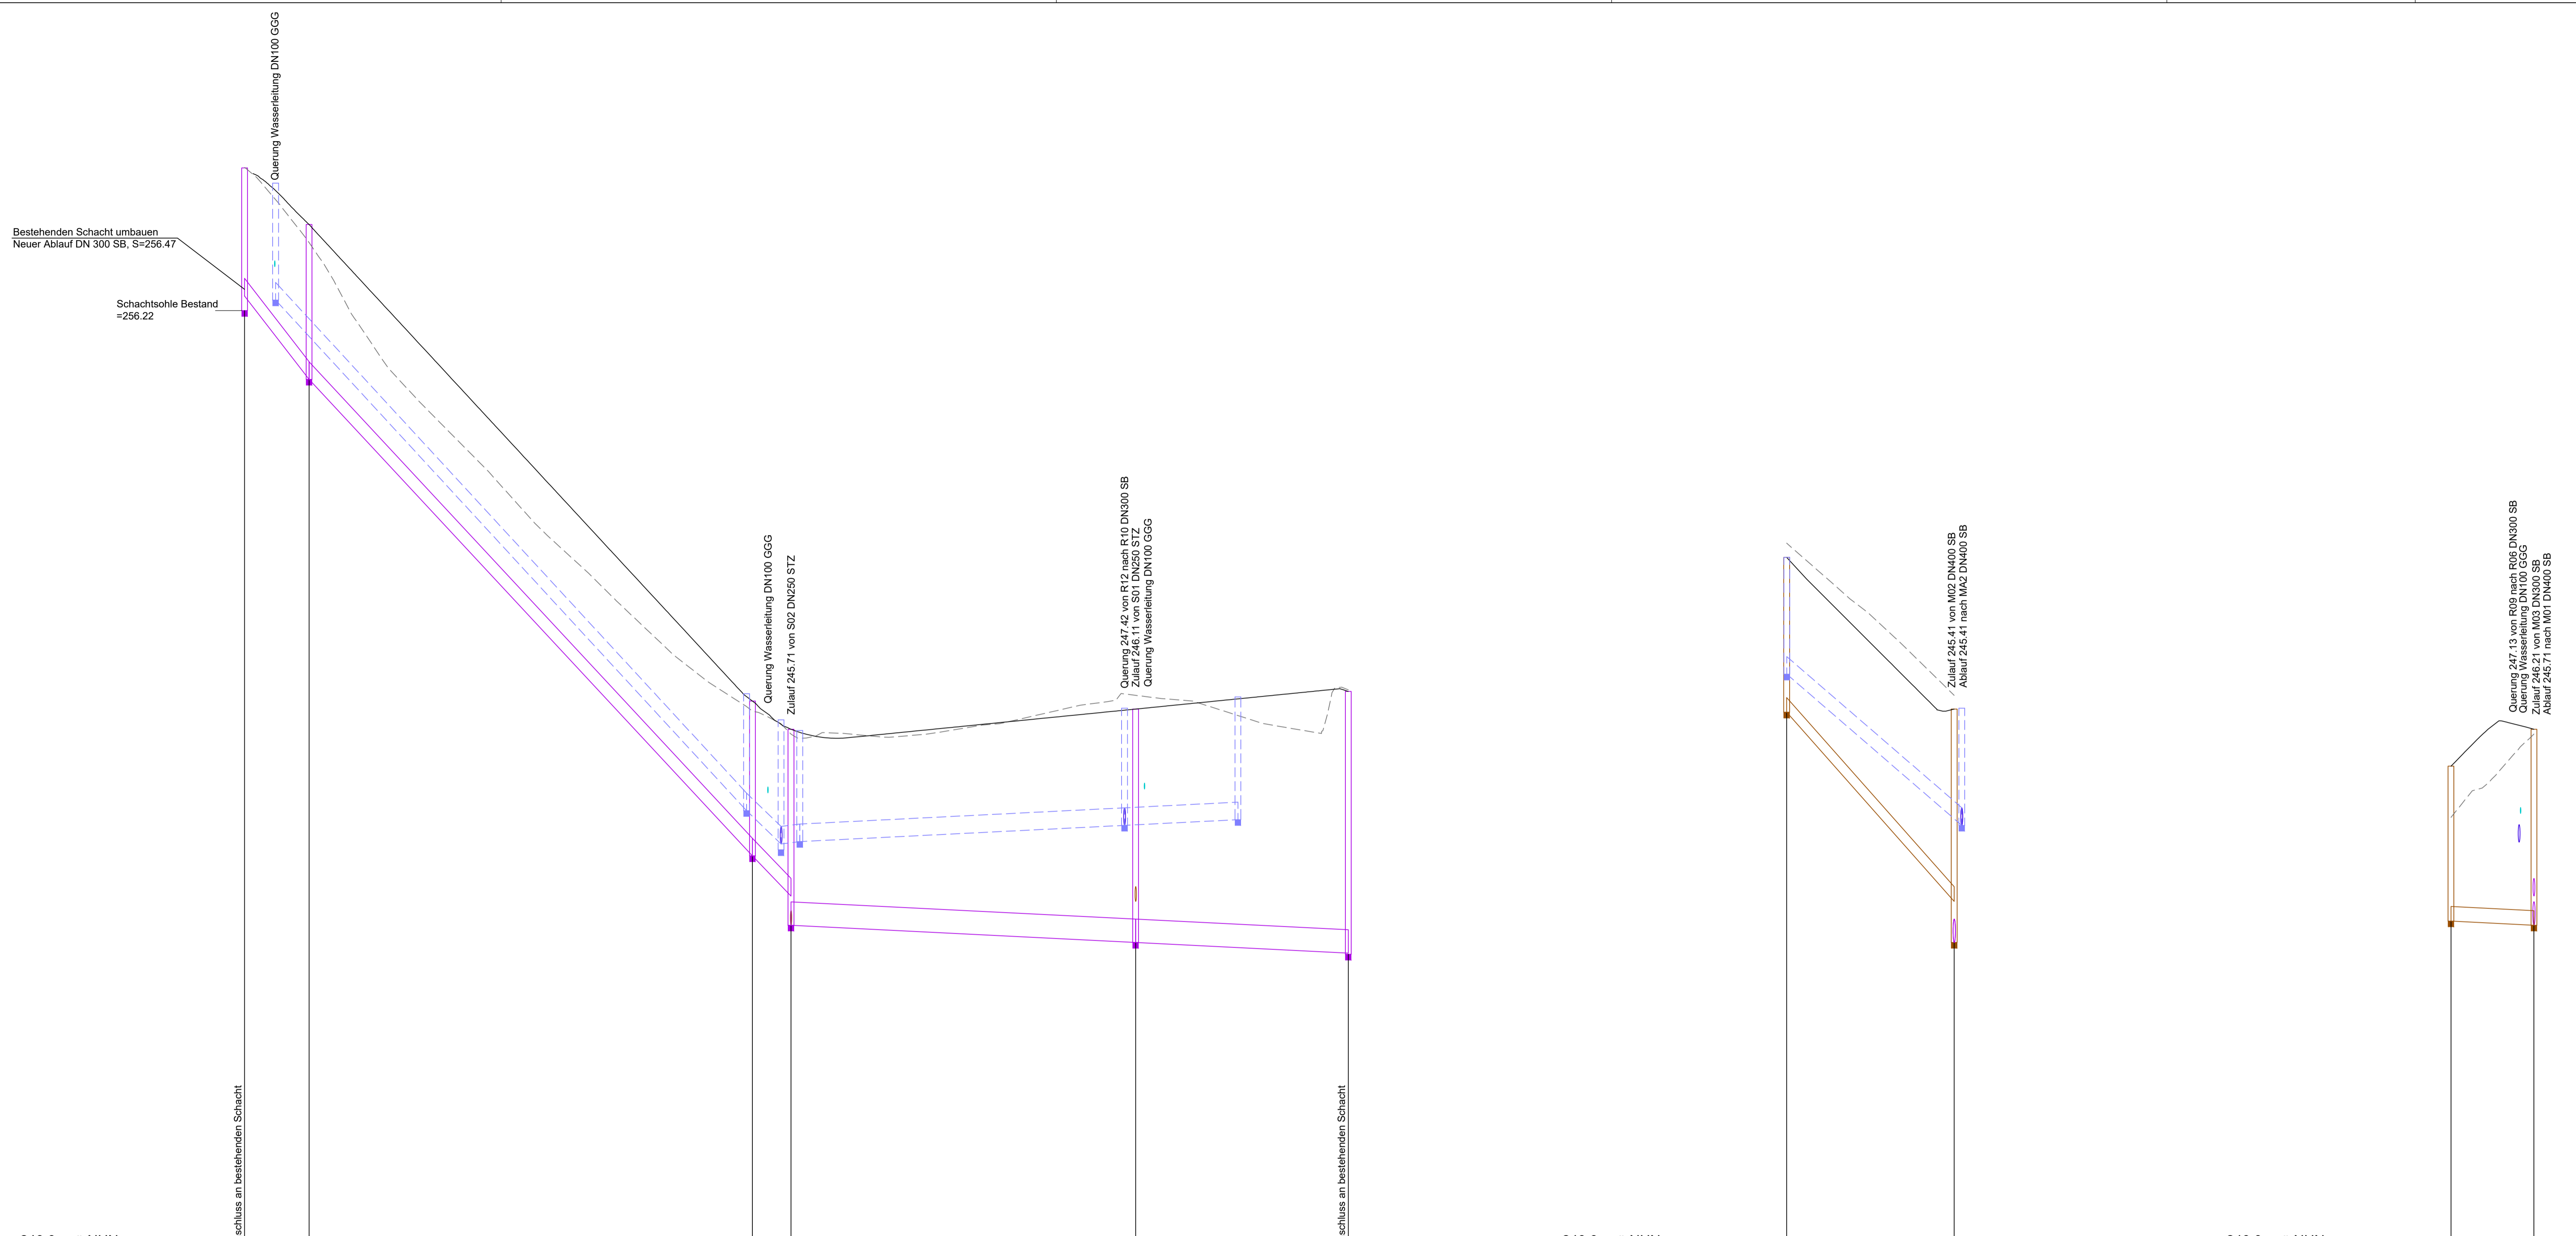 Querung Wasserleitung DN100 GGG
Bestehenden Schacht umbauen
Neuer Ablauf DN 300 SB, S=256.47
Schachtsohle Bestand
=256.22
Querung Wasserleitung DN100 GGG
Zulauf 245.71 von S02 DN250 STZ
Querung 247.42 von R12 nach R10 DN300 SB
Zulauf 246.11 von S01 DN250 STZ
Querung Wasserleitung DN100 GGG
Zulauf 245.41 von M02 DN400 SB
Ablauf 245.41 nach MA2 DN400 SB
Querung 247.13 von R09 nach R06 DN300 SB
Querung Wasserleitung DN100 GGG
Zulauf 246.21 von M03 DN300 SB
Ablauf 245.71 nach M01 DN400 SB
schluss an bestehenden Schacht
schluss an bestehenden Schacht